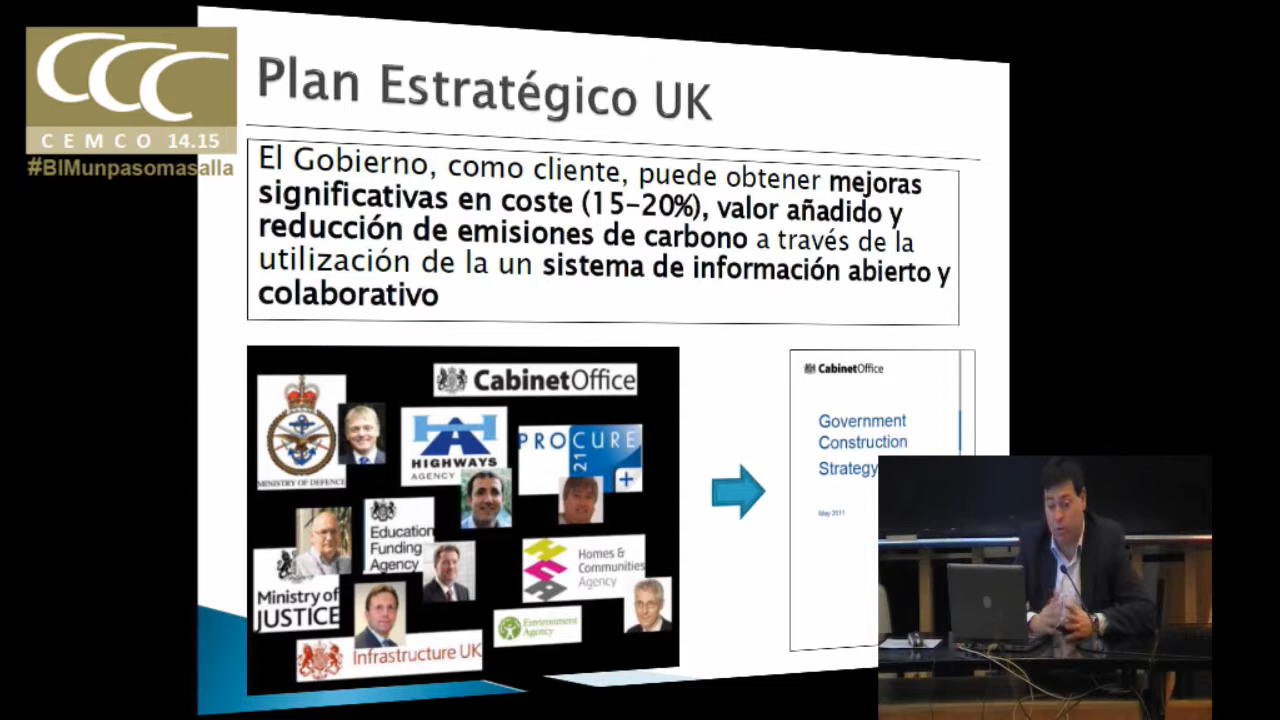 CCC
CEMCO 14.15
#BIMunpasomasalla
Plan Estratégico UK
El Gobierno, como cliente, puede obtener mejoras
significativas en coste (15-20%), valor añadido y
reducción de emisiones de carbono a través de la
utilización de la un sistema de información abierto y
colaborativo
CabinetOffice
MINISTRY OF DEFENCE
HIGHWAYS
AGENCY
PROCURE
21
+
Education
Funding
Agency
Homes &
Communities
Agency
Ministry of
JUSTICE
Environment
Agency
Infrastructure UK
CabinetOffice
Government
Construction
Strategy
May 2011